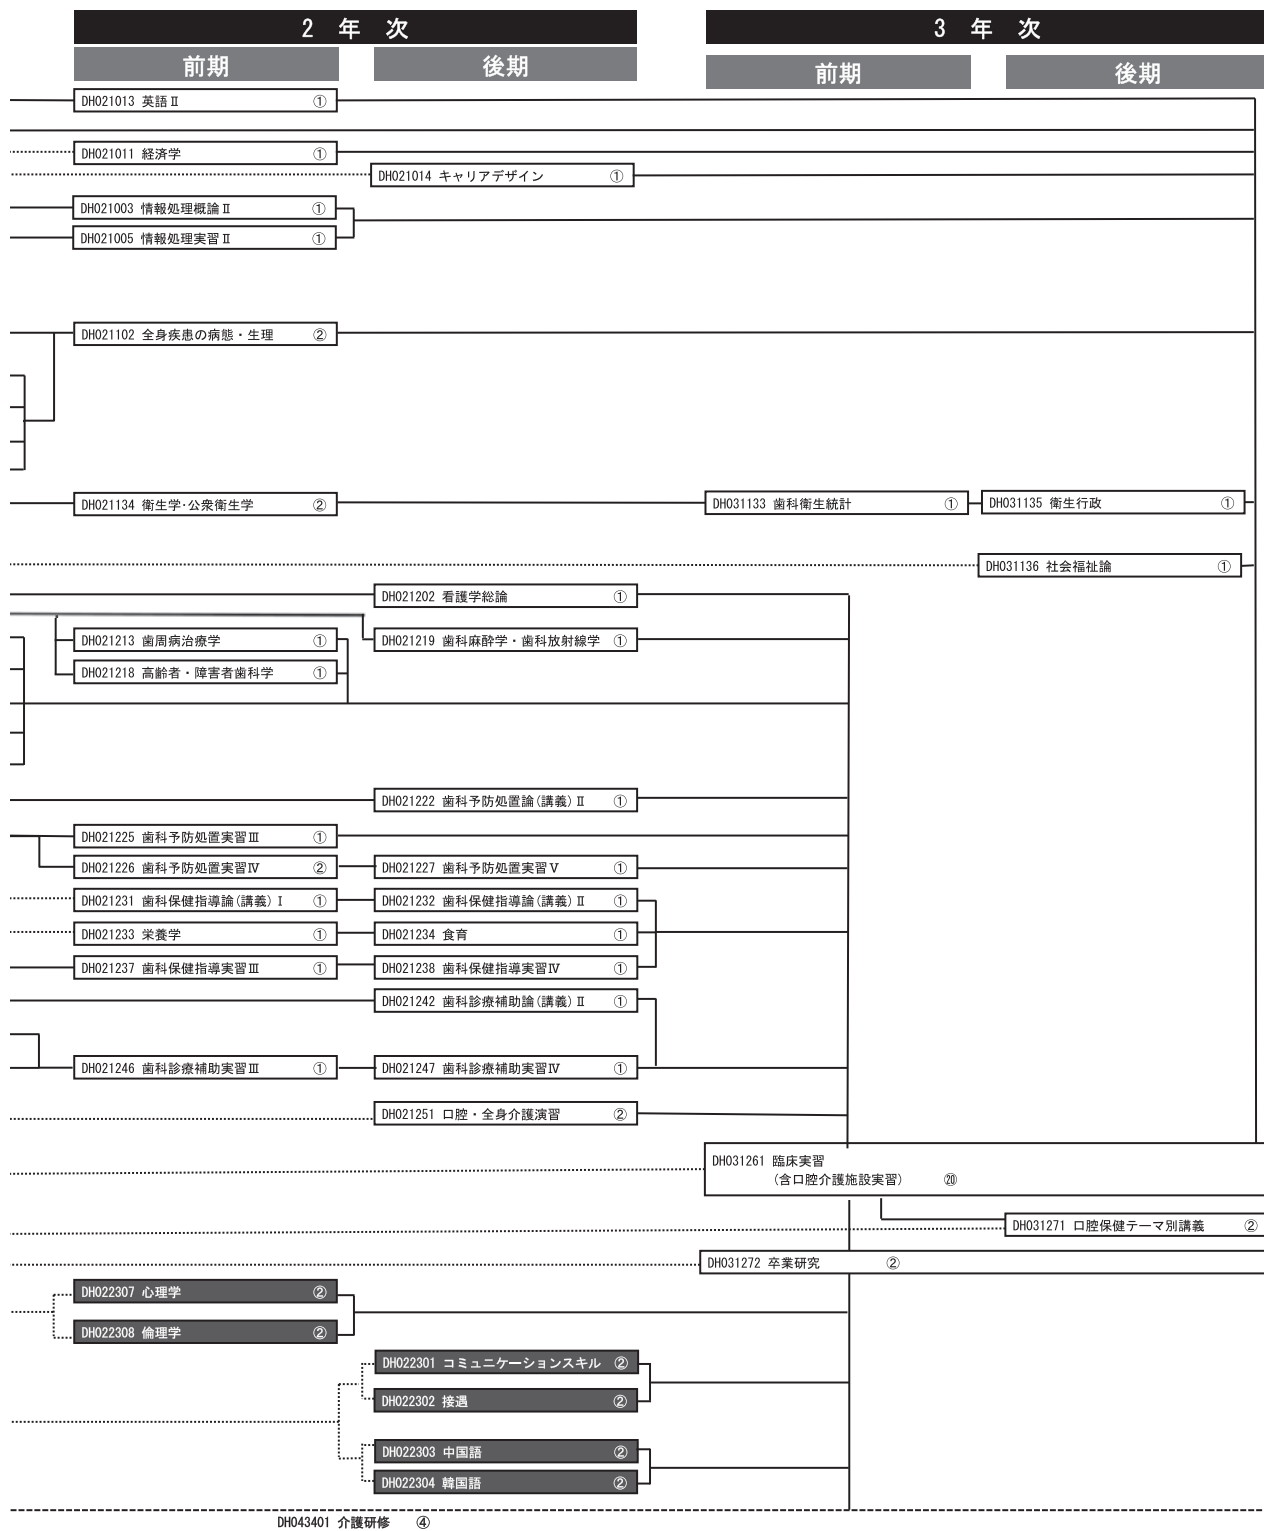 2 年 次
3 年 次
前期
後期
前期
後期
DH021013 英語Ⅱ ①
DH021011 経済学 ①
DH021014 キャリアデザイン ①
DH021003 情報処理概論Ⅱ ①
DH021005 情報処理実習Ⅱ ①
DH021102 全身疾患の病態・生理 ②
DH021134 衛生学・公衆衛生学 ②
DH031133 歯科衛生統計 ①
DH031135 衛生行政 ①
DH031136 社会福祉論 ①
DH021202 看護学総論 ①
DH021213 歯周病治療学 ①
DH021219 歯科麻酔学・歯科放射線学 ①
DH021218 高齢者・障害者歯科学 ①
DH021222 歯科予防処置論(講義)Ⅱ ①
DH021225 歯科予防処置実習Ⅲ ①
DH021226 歯科予防処置実習Ⅳ ②
DH021227 歯科予防処置実習Ⅴ ①
DH021231 歯科保健指導論(講義)Ⅰ ①
DH021232 歯科保健指導論(講義)Ⅱ ①
DH021233 栄養学 ①
DH021234 食育 ①
DH021237 歯科保健指導実習Ⅲ ①
DH021238 歯科保健指導実習Ⅳ ①
DH021242 歯科診療補助論(講義)Ⅱ ①
DH021246 歯科診療補助実習Ⅲ ①
DH021247 歯科診療補助実習Ⅳ ①
DH021251 口腔・全身介護演習 ②
DH031261 臨床実習
(含口腔介護施設実習) ⑳
DH031271 口腔保健テーマ別講義 ②
DH031272 卒業研究 ②
DH022307 心理学 ②
DH022308 倫理学 ②
DH022301 コミュニケーションスキル ②
DH022302 接遇 ②
DH022303 中国語 ②
DH022304 韓国語 ②
DH043401 介護研修 ④